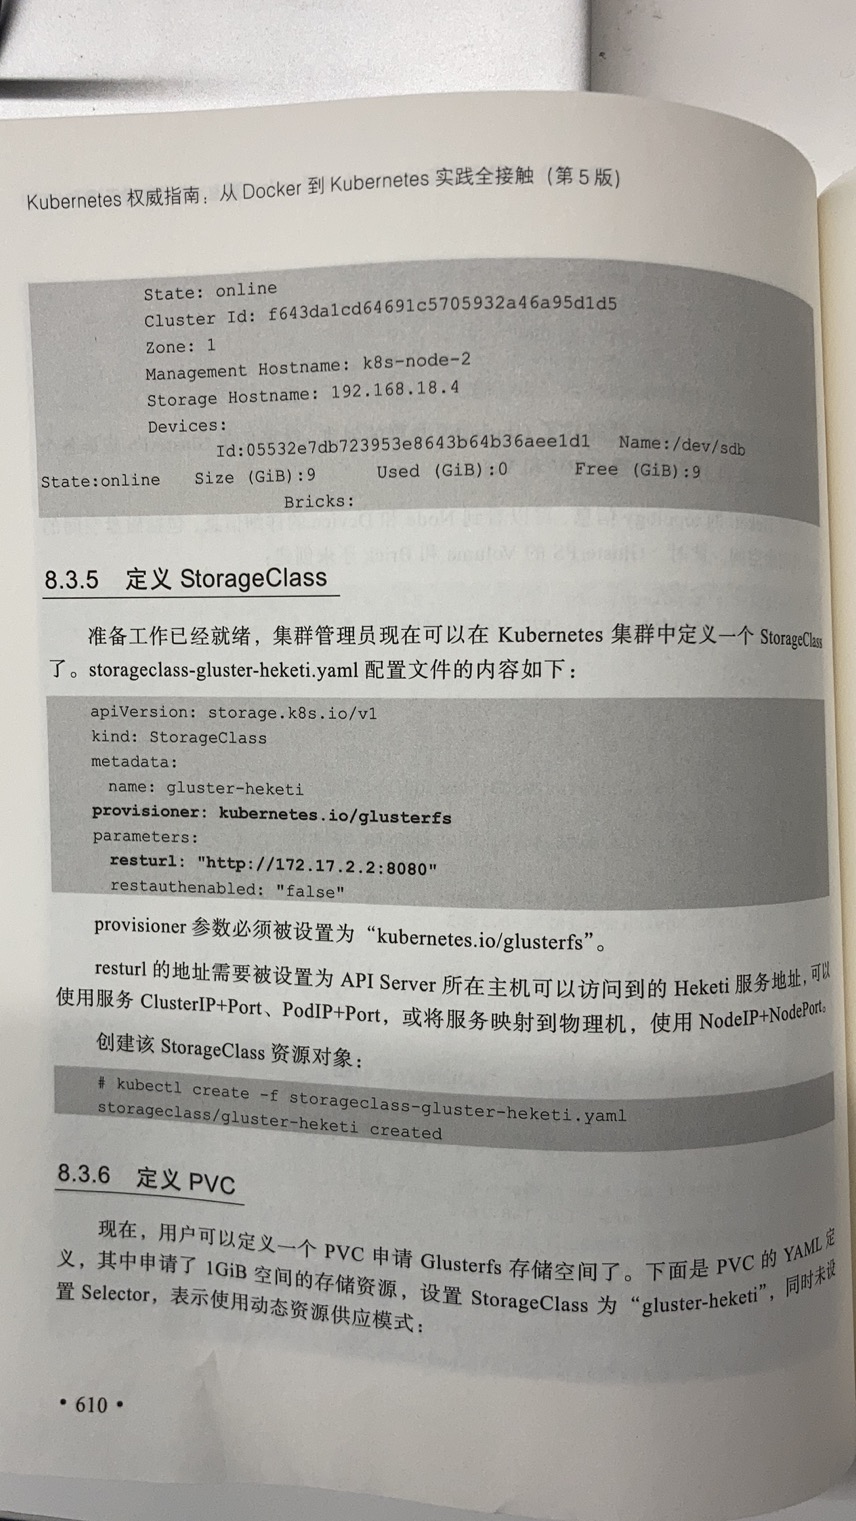 Kubernetes 权威指南：从 Docker 到 Kubernetes 实践全接触（第 5 版）
State: online
Cluster Id: f643da1cd64691c5705932a46a95d1d5
Zone: 1
Management Hostname: k8s-node-2
Storage Hostname: 192.168.18.4
Devices:
Id:05532e7db723953e8643b64b36aee1d1 Name:/dev/sdb
State:online Size (GiB):9 Used (GiB):0 Free (GiB):9
Bricks:
8.3.5 定义 StorageClass
准备工作已经就绪，集群管理员现在可以在 Kubernetes 集群中定义一个 StorageClass
了。storageclass-gluster-heketi.yaml 配置文件的内容如下：
apiVersion: storage.k8s.io/v1
kind: StorageClass
metadata:
  name: gluster-heketi
provisioner: kubernetes.io/glusterfs
parameters:
  resturl: "http://172.17.2.2:8080"
  restauthenabled: "false"
provisioner 参数必须被设置为“kubernetes.io/glusterfs”。
resturl 的地址需要被设置为 API Server 所在主机可以访问到的 Heketi 服务地址，可以
使用服务 ClusterIP+Port、PodIP+Port，或将服务映射到物理机，使用 NodeIP+NodePort。
创建该 StorageClass 资源对象：
# kubectl create -f storageclass-gluster-heketi.yaml
storageclass/gluster-heketi created
8.3.6 定义 PVC
现在，用户可以定义一个 PVC 申请 Glusterfs 存储空间了。下面是 PVC 的 YAML 定
义，其中申请了 1GiB 空间的存储资源，设置 StorageClass 为“gluster-heketi”，同时未设
置 Selector，表示使用动态资源供应模式：
• 610 •